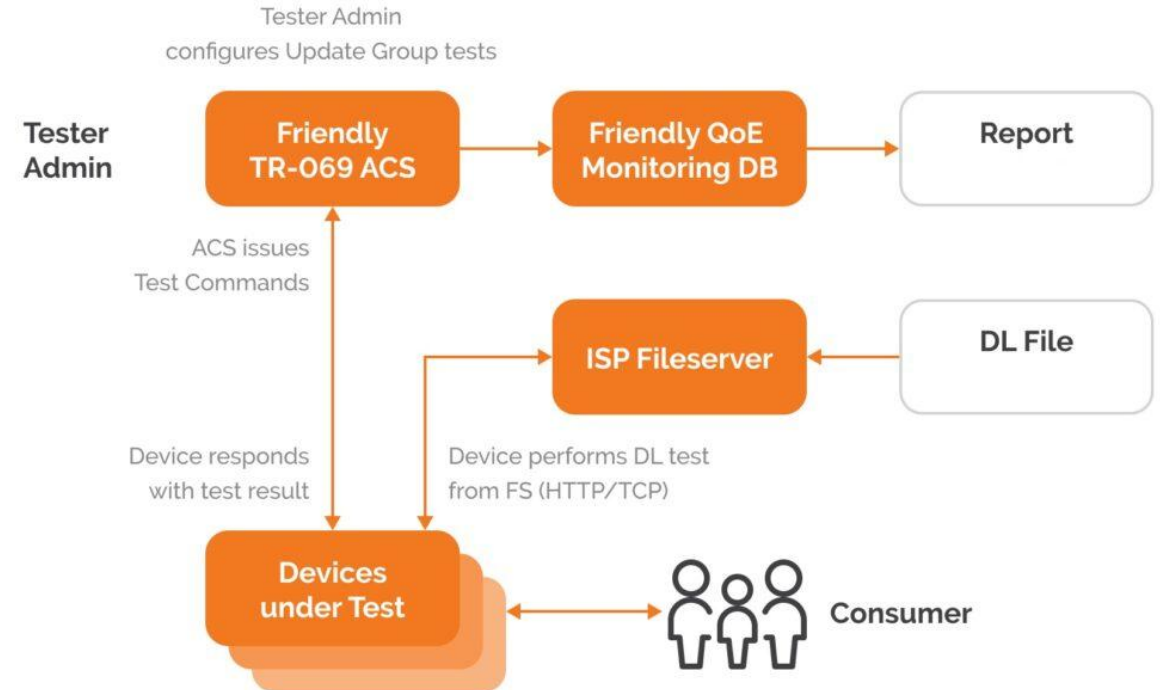 Tester Admin
configures Update Group tests
Tester
Admin
Friendly
TR-069 ACS
Friendly QoE
Monitoring DB
Report
ACS issues
Test Commands
ISP Fileserver
DL File
Device responds
with test result
Device performs DL test
from FS (HTTP/TCP)
Devices
under Test
Consumer